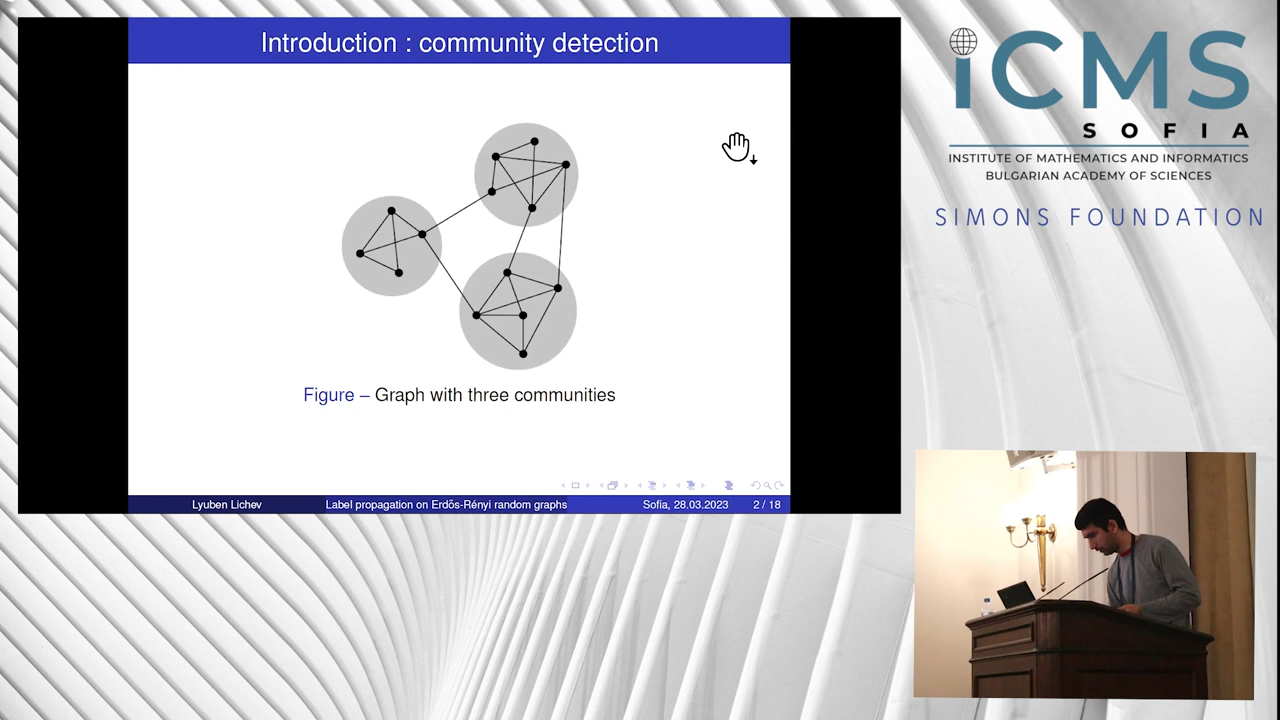 Introduction : community detection
Figure – Graph with three communities
Lyuben Lichev
Label propagation on Erdős-Rényi random graphs
Sofia, 28.03.2023
2 / 18
iCMS
SOFIA
INSTITUTE OF MATHEMATICS AND INFORMATICS
BULGARIAN ACADEMY OF SCIENCES
SIMONS FOUNDATION